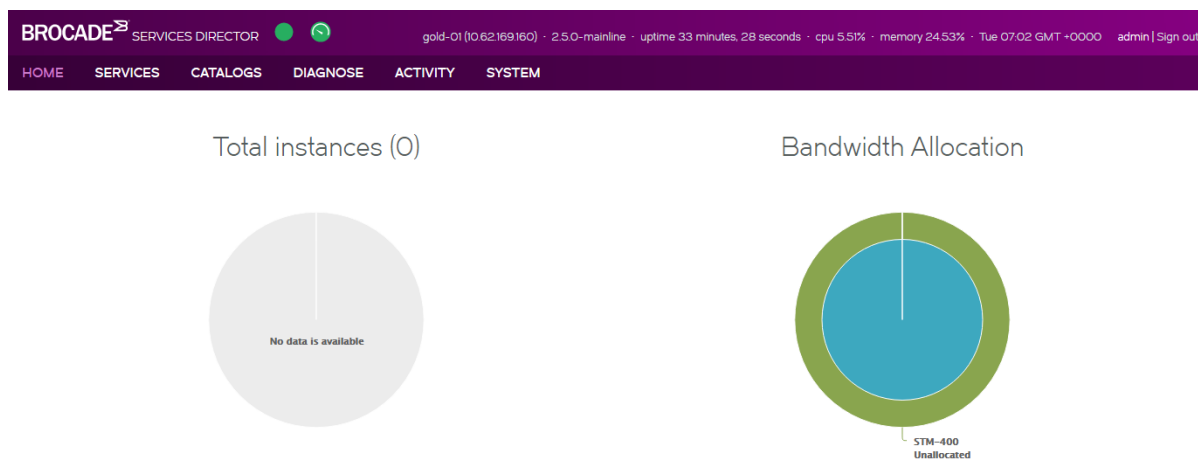 BROCADE SERVICES DIRECTOR gold-01 (10.62.169.160) · 2.5.0-mainline · uptime 33 minutes, 28 seconds · cpu 5.51% · memory 24.53% · Tue 07:02 GMT +0000 admin | Sign out
HOME SERVICES CATALOGS DIAGNOSE ACTIVITY SYSTEM
Total instances (0) Bandwidth Allocation
No data is available
STM-400
Unallocated